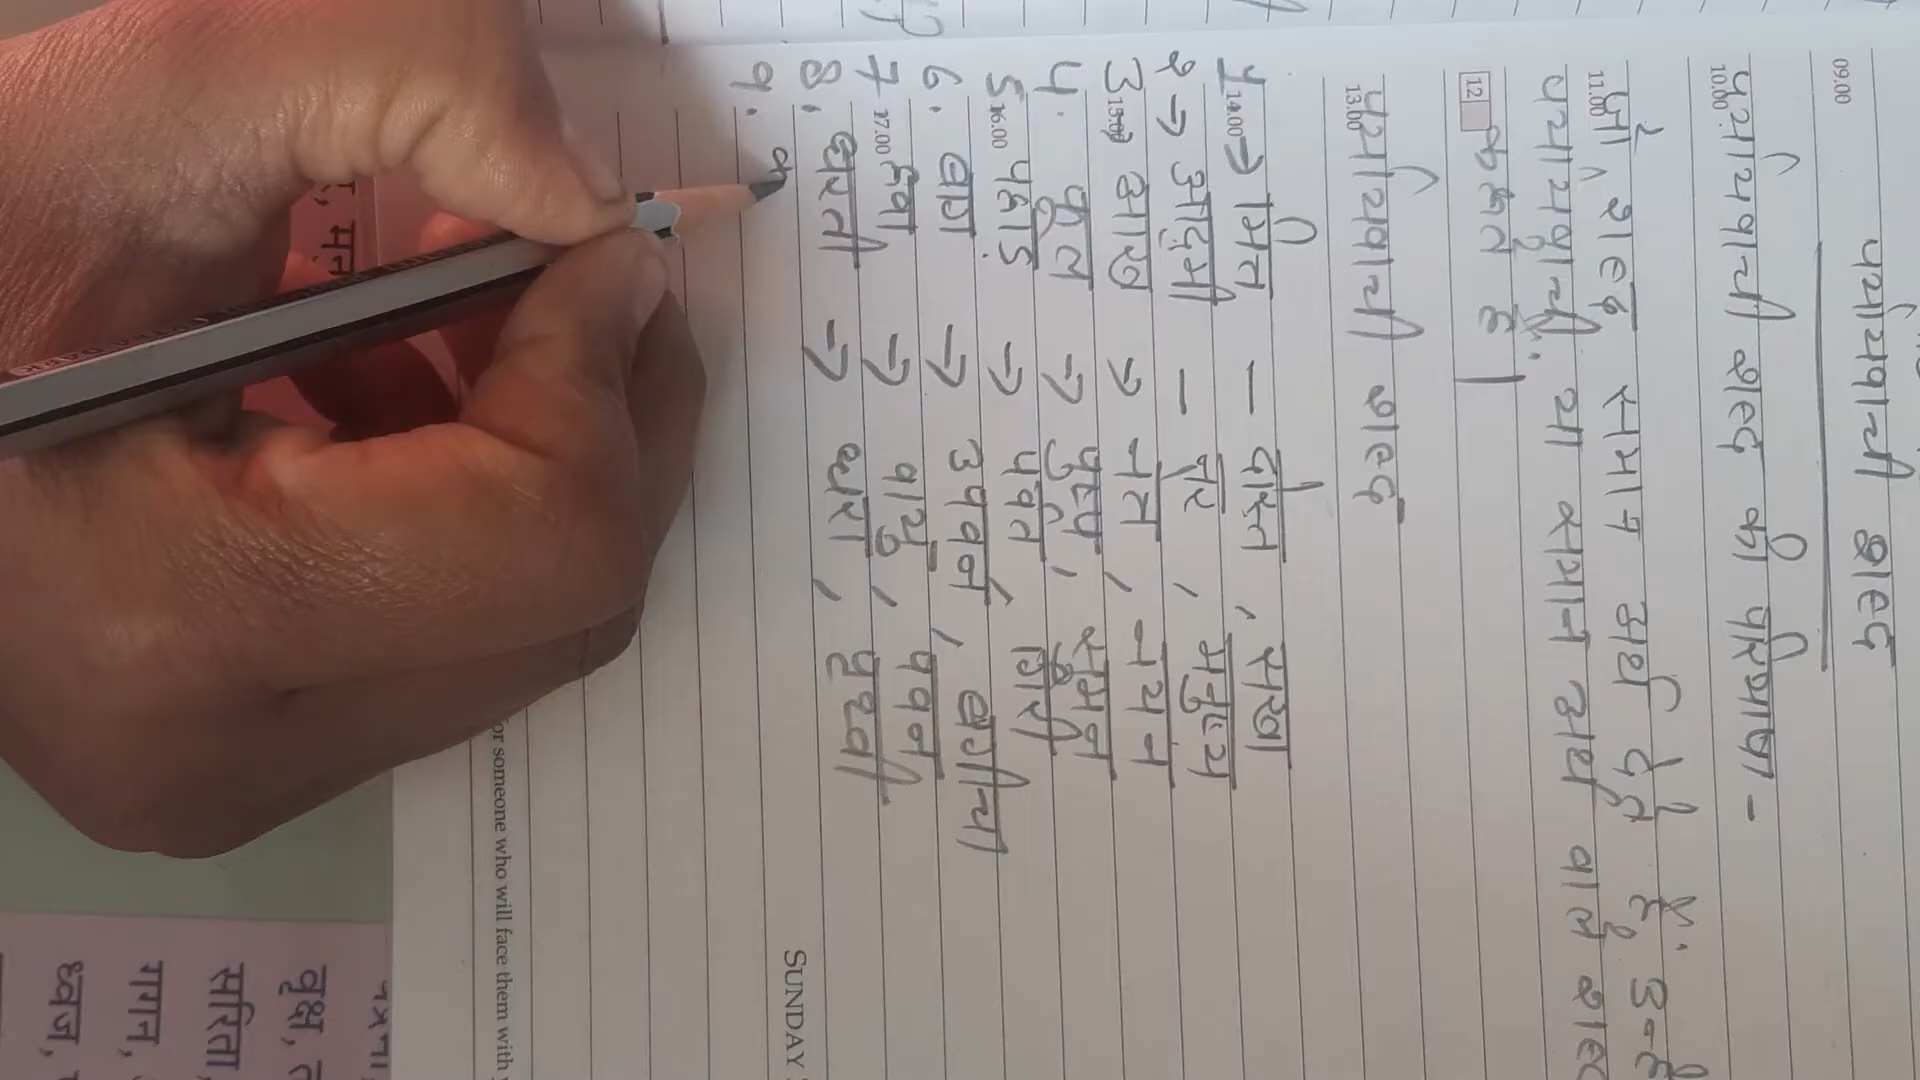 पर्यायवाची शब्द
09.00
पर्यायवाची शब्द की परिभाषा -
10.00
जो शब्द समान अर्थ देते हैं उन्हें
11.00
पर्यायवाची या समान अर्थ वाले शब्द
12
कहते हैं।
पर्यायवाची शब्द
13.00
1 → मित्र - दोस्त, सखा
14.00
२ → आदमी - नर, मनुष्य
3 → आख → नेत्र, नयन
15.00
4. फूल → पुष्प, सुमन
5 पहाड़ → पर्वत, गिरी
16.00
6. बाग → उपवन, बगीचा
7 हवा → वायु, पवन
17.00
8. धरती → धरा, पृथ्वी
9.
SUNDAY
or someone who will face them with
वृक्ष, त
सरिता,
गगन,
ध्वज,